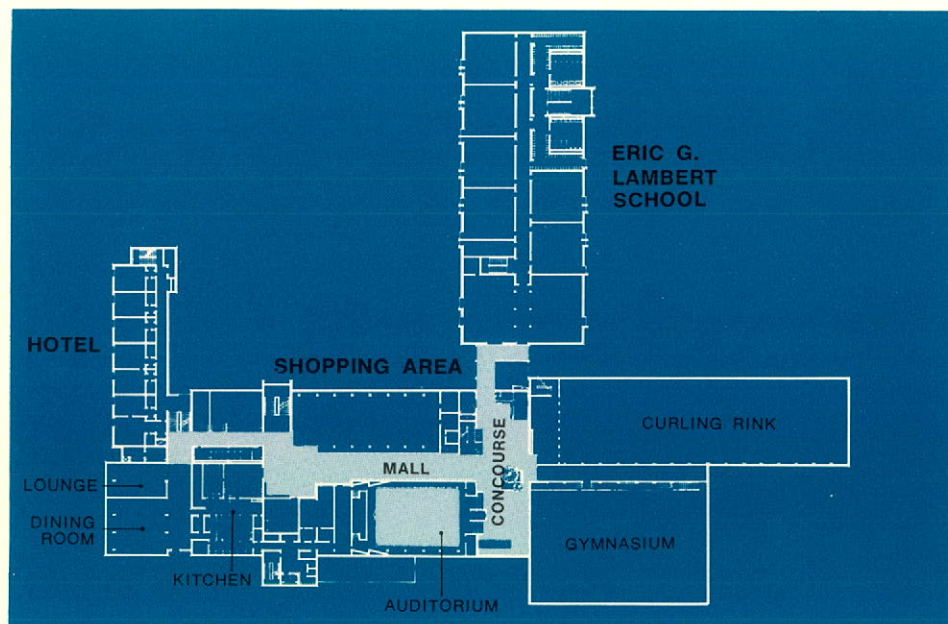 ERIC G.
LAMBERT
SCHOOL
HOTEL
SHOPPING AREA
CURLING RINK
MALL
CONCOURSE
LOUNGE
DINING
ROOM
GYMNASIUM
KITCHEN
AUDITORIUM